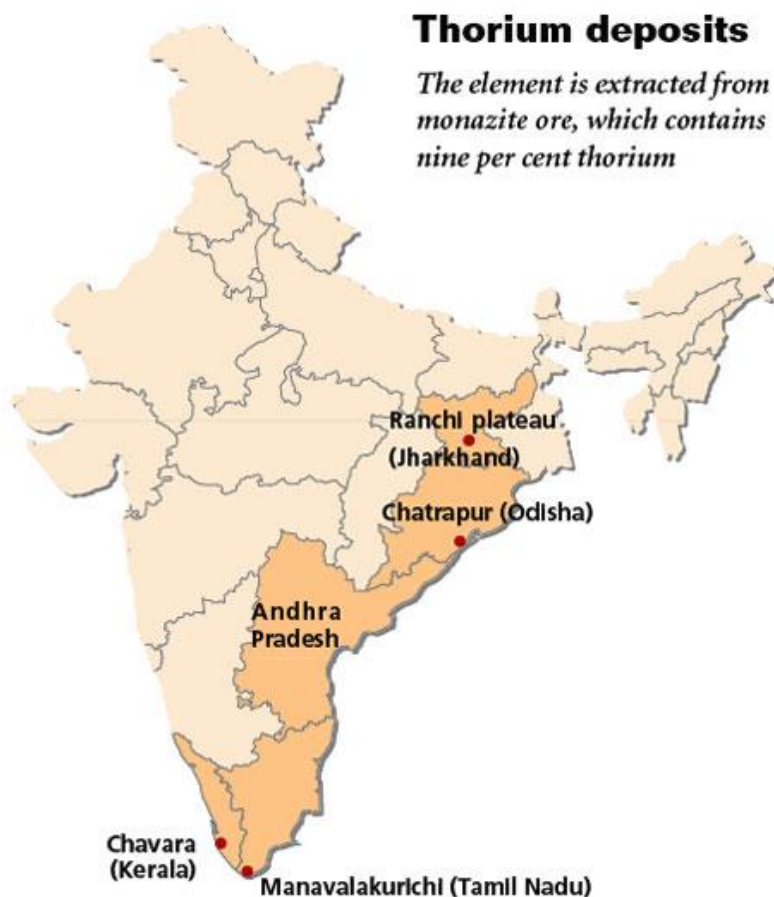 Thorium deposits
The element is extracted from
monazite ore, which contains
nine per cent thorium
Ranchi plateau
(Jharkhand)
Chatrapur (Odisha)
Andhra
Pradesh
Chavara
(Kerala)
Manavalakurichi (Tamil Nadu)